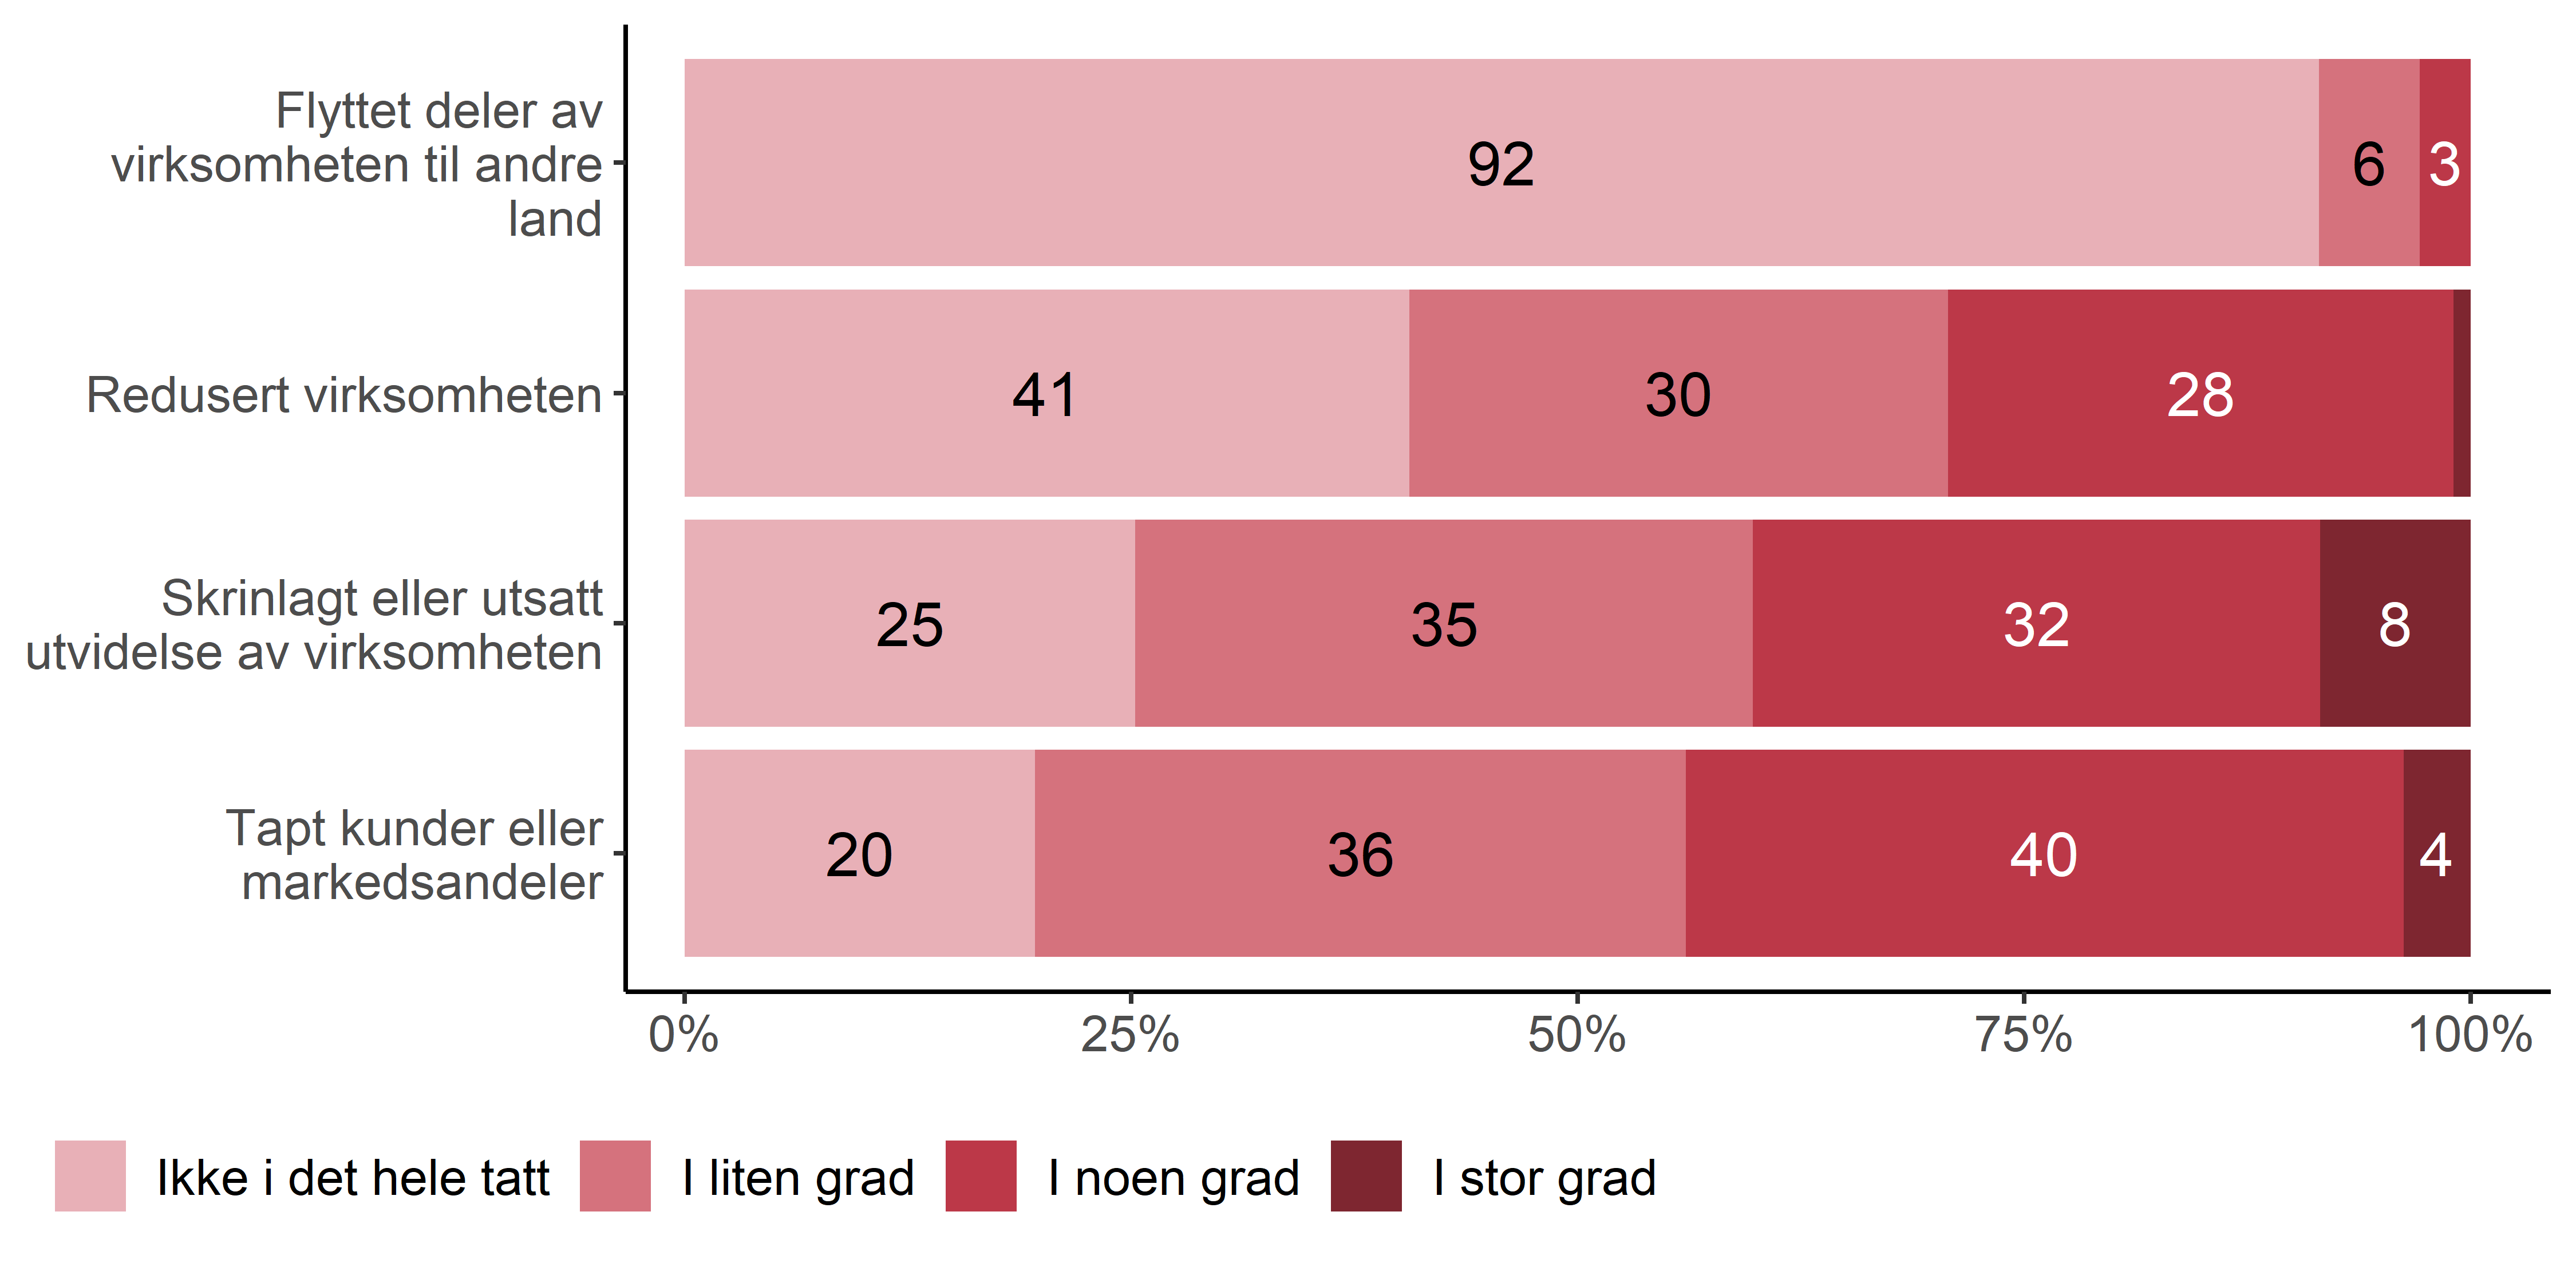 Flyttet deler av
virksomheten til andre
land
92 6 3
Redusert virksomheten
41 30 28
Skrinlagt eller utsatt
utvidelse av virksomheten
25 35 32 8
Tapt kunder eller
markedsandeler
20 36 40 4
0% 25% 50% 75% 100%
Ikke i det hele tatt I liten grad I noen grad I stor grad